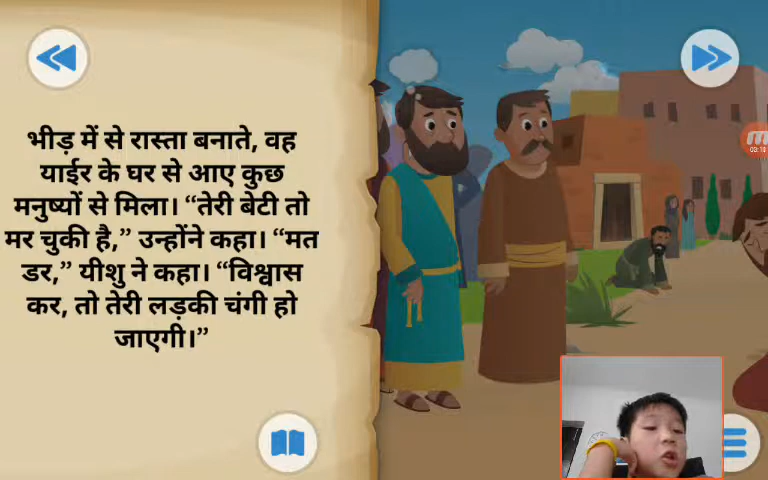 भीड़ में से रास्ता बनाते, वह
याईर के घर से आए कुछ
मनुष्यों से मिला। “तेरी बेटी तो
मर चुकी है,” उन्होंने कहा। “मत
डर,” यीशु ने कहा। “विश्वास
कर, तो तेरी लड़की चंगी हो
जाएगी।”